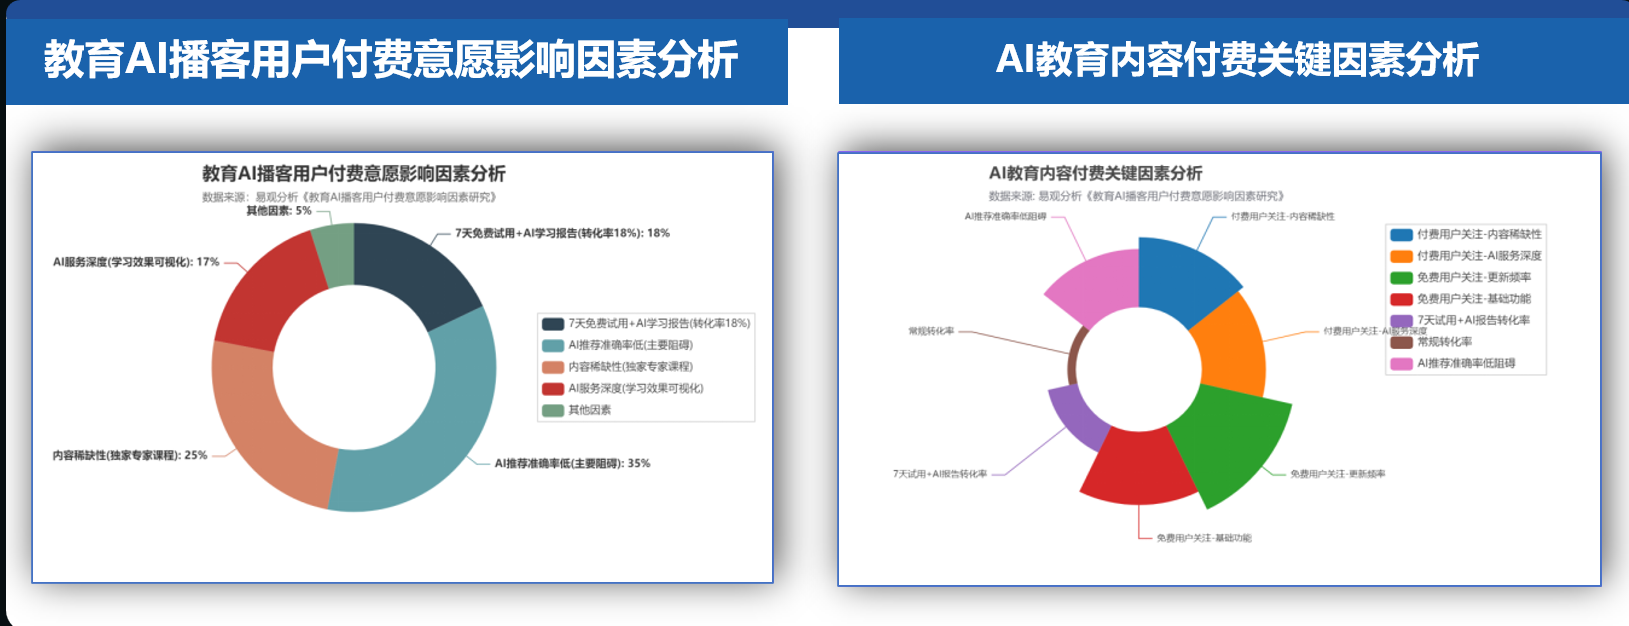 教育AI播客用户付费意愿影响因素分析
AI教育内容付费关键因素分析
教育AI播客用户付费意愿影响因素分析
数据来源：易观分析《教育AI播客用户付费意愿影响因素研究》
其他因素: 5%
7天免费试用+AI学习报告(转化率18%): 18%
AI服务深度(学习效果可视化): 17%
7天免费试用+AI学习报告(转化率18%)
AI推荐准确率低(主要阻碍)
内容稀缺性(独家专家课程)
AI服务深度(学习效果可视化)
其他因素
内容稀缺性(独家专家课程): 25%
AI推荐准确率低(主要阻碍): 35%
AI教育内容付费关键因素分析
数据来源: 易观分析《教育AI播客用户付费意愿影响因素研究》
AI推荐准确率低阻碍
付费用户关注-内容稀缺性
付费用户关注-内容稀缺性
付费用户关注-AI服务深度
免费用户关注-更新频率
免费用户关注-基础功能
7天试用+AI报告转化率
常规转化率
AI推荐准确率低阻碍
常规转化率
付费用户关注-AI服务深度
7天试用+AI报告转化率
免费用户关注-更新频率
免费用户关注-基础功能